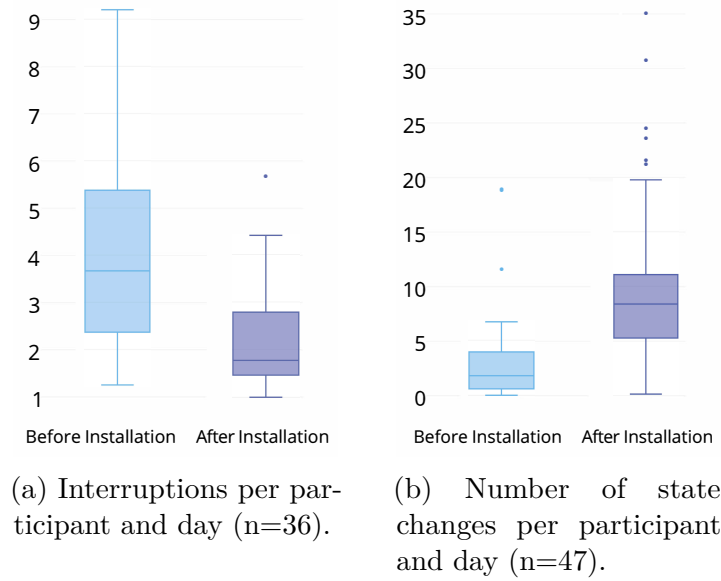 9
8
7
6
5
4
3
2
1
Before Installation After Installation
35
30
25
20
15
10
5
0
Before Installation After Installation
(a) Interruptions per par-
ticipant and day (n=36).
(b) Number of state
changes per participant
and day (n=47).